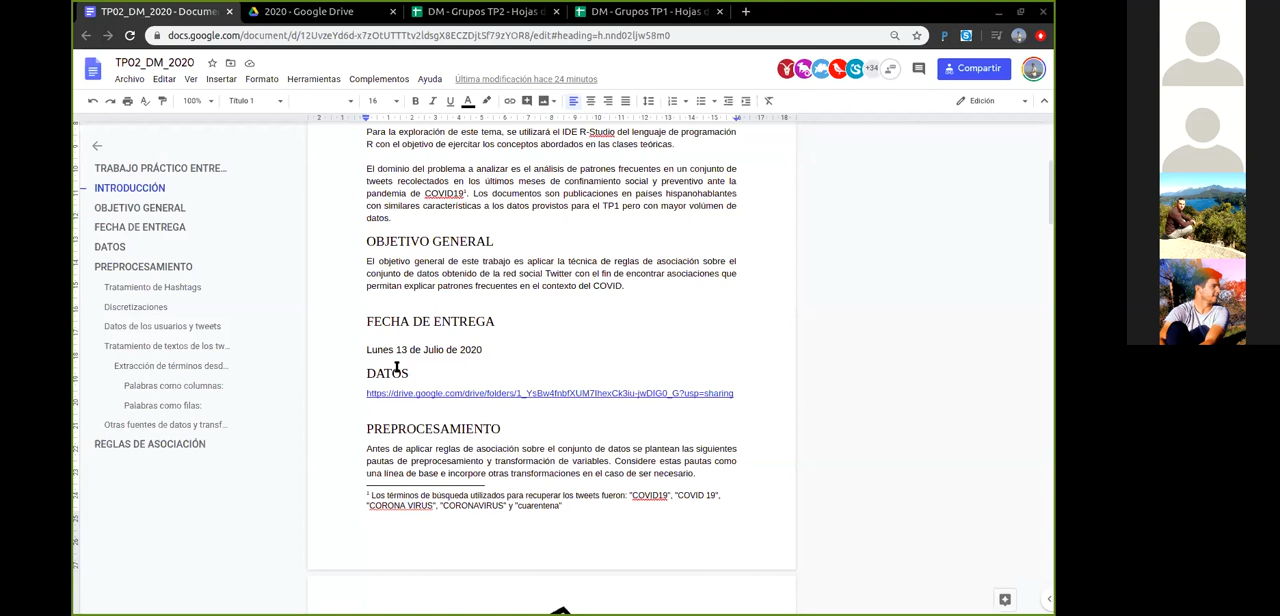 TP02_DM_2020 - Docume
2020 - Google Drive
DM - Grupos TP2 - Hojas d
DM - Grupos TP1 - Hojas d
docs.google.com/document/d/12UvzeYd6d-x7zOtUTTTtv2ldsgX8ECZDjtSf79zYOR8/edit#heading=h.nnd02ljw58m0
TP02_DM_2020
Archivo Editar Ver Insertar Formato Herramientas Complementos Ayuda Última modificación hace 24 minutos
+34
Compartir
100% Título 1 16 B I U A Edición
TRABAJO PRÁCTICO ENTRE...
INTRODUCCIÓN
OBJETIVO GENERAL
FECHA DE ENTREGA
DATOS
PREPROCESAMIENTO
Tratamiento de Hashtags
Discretizaciones
Datos de los usuarios y tweets
Tratamiento de textos de los tw...
Extracción de términos desd...
Palabras como columnas:
Palabras como filas:
Otras fuentes de datos y transf...
REGLAS DE ASOCIACIÓN
Para la exploración de este tema, se utilizará el IDE R-Studio del lenguaje de programación
R con el objetivo de ejercitar los conceptos abordados en las clases teóricas.
El dominio del problema a analizar es el análisis de patrones frecuentes en un conjunto de
tweets recolectados en los últimos meses de confinamiento social y preventivo ante la
pandemia de COVID19¹. Los documentos son publicaciones en países hispanohablantes
con similares características a los datos provistos para el TP1 pero con mayor volúmen de
datos.
OBJETIVO GENERAL
El objetivo general de este trabajo es aplicar la técnica de reglas de asociación sobre el
conjunto de datos obtenido de la red social Twitter con el fin de encontrar asociaciones que
permitan explicar patrones frecuentes en el contexto del COVID.
FECHA DE ENTREGA
Lunes 13 de Julio de 2020
DATOS
https://drive.google.com/drive/folders/1_YsBw4fnbfXUM7IhexCk3iu-jwDIG0_G?usp=sharing
PREPROCESAMIENTO
Antes de aplicar reglas de asociación sobre el conjunto de datos se plantean las siguientes
pautas de preprocesamiento y transformación de variables. Considere estas pautas como
una línea de base e incorpore otras transformaciones en el caso de ser necesario.
¹ Los términos de búsqueda utilizados para recuperar los tweets fueron: "COVID19", "COVID 19",
"CORONA VIRUS", "CORONAVIRUS" y "cuarentena"